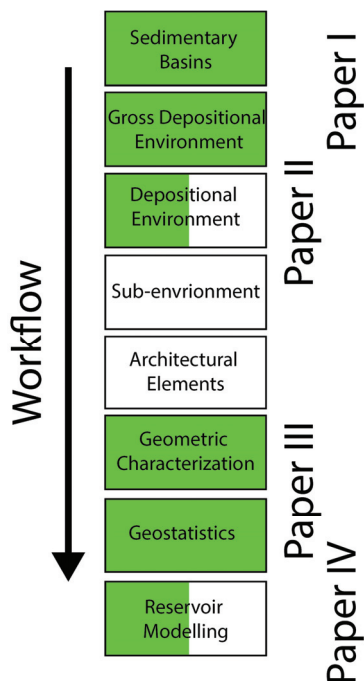 Workflow
Sedimentary
Basins
Gross Depositional
Environment
Depositional
Environment
Sub-envrionment
Architectural
Elements
Geometric
Characterization
Geostatistics
Reservoir
Modelling
Paper I
Paper II
Paper III
Paper IV